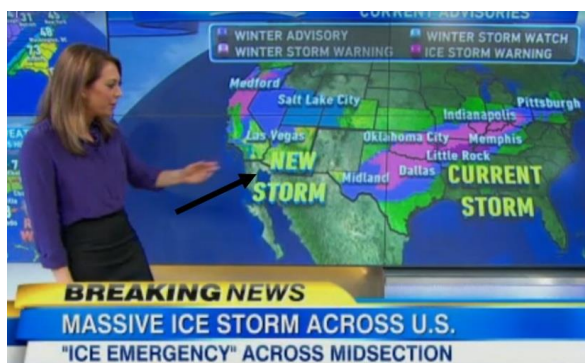 CURRENT ADVISORIES
WINTER ADVISORY
WINTER STORM WATCH
WINTER STORM WARNING
ICE STORM WARNING
Medford
Salt Lake City
Pittsburgh
Indianapolis
Las Vegas
Oklahoma City
Memphis
Little Rock
Midland
Dallas
NEW
STORM
CURRENT
STORM
BREAKING NEWS
MASSIVE ICE STORM ACROSS U.S.
"ICE EMERGENCY" ACROSS MIDSECTION